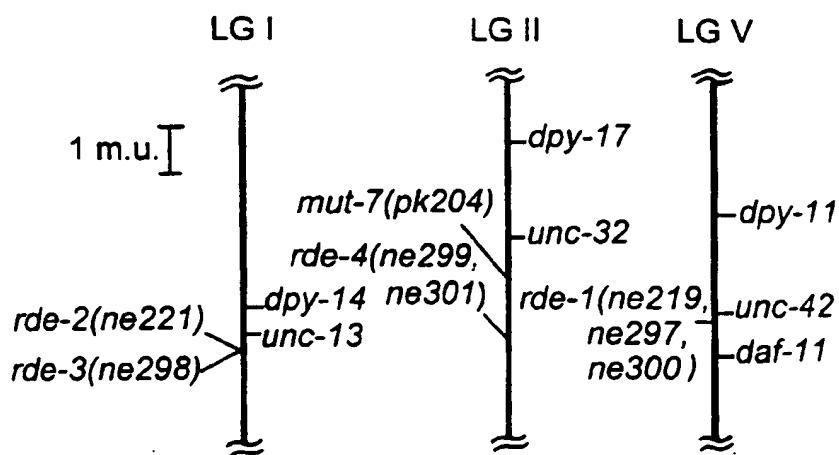 LG I
LG II
LG V
1 m.u.
dpy-17
mut-7(pk204)
dpy-11
unc-32
rde-4(ne299,
ne301)
rde-1(ne219,
ne297,
ne300)
dpy-14
unc-13
rde-2(ne221)
rde-3(ne298)
unc-42
daf-11